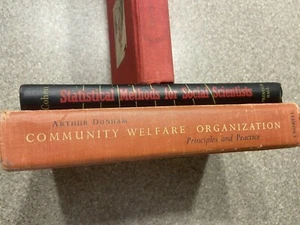 Statistical Methods for Social Scientists
ARTHUR DUNHAM
COMMUNITY WELFARE ORGANIZATION
Principles and Practice